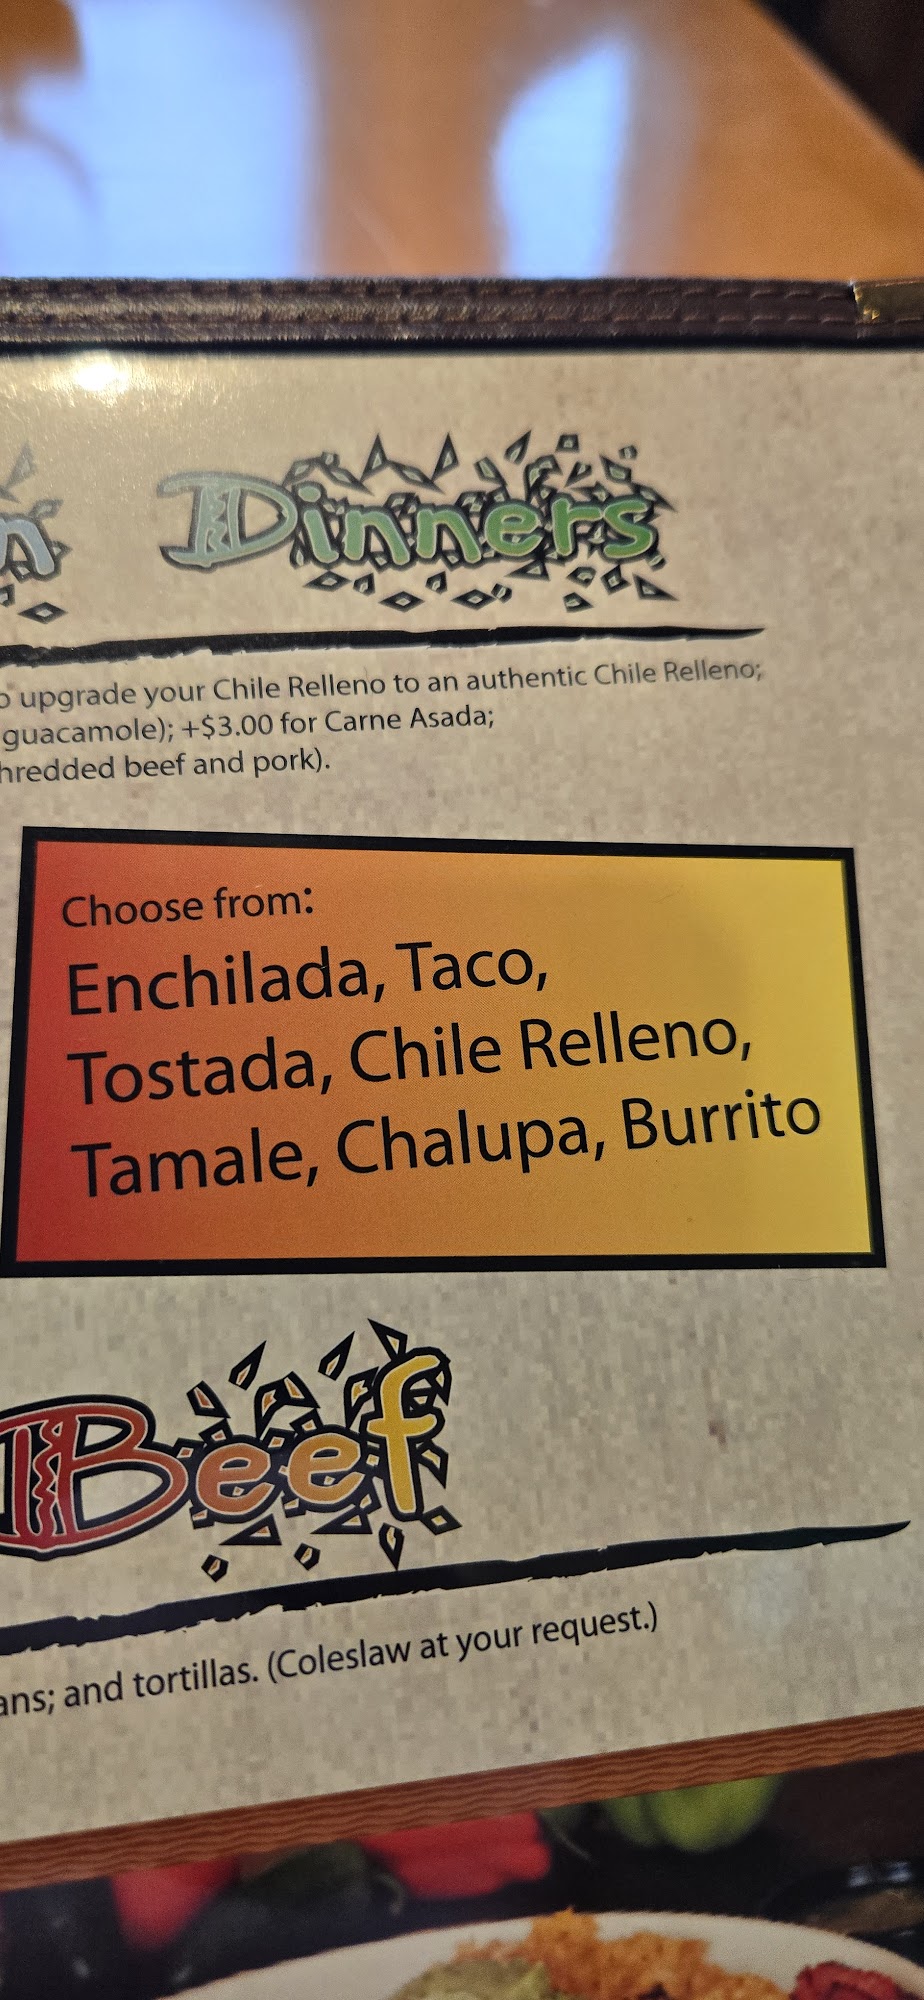 n Dinners
upgrade your Chile Relleno to an authentic Chile Relleno;
guacamole); +$3.00 for Carne Asada;
hredded beef and pork).
Choose from:
Enchilada, Taco,
Tostada, Chile Relleno,
Tamale, Chalupa, Burrito
Beef
ans; and tortillas. (Coleslaw at your request.)